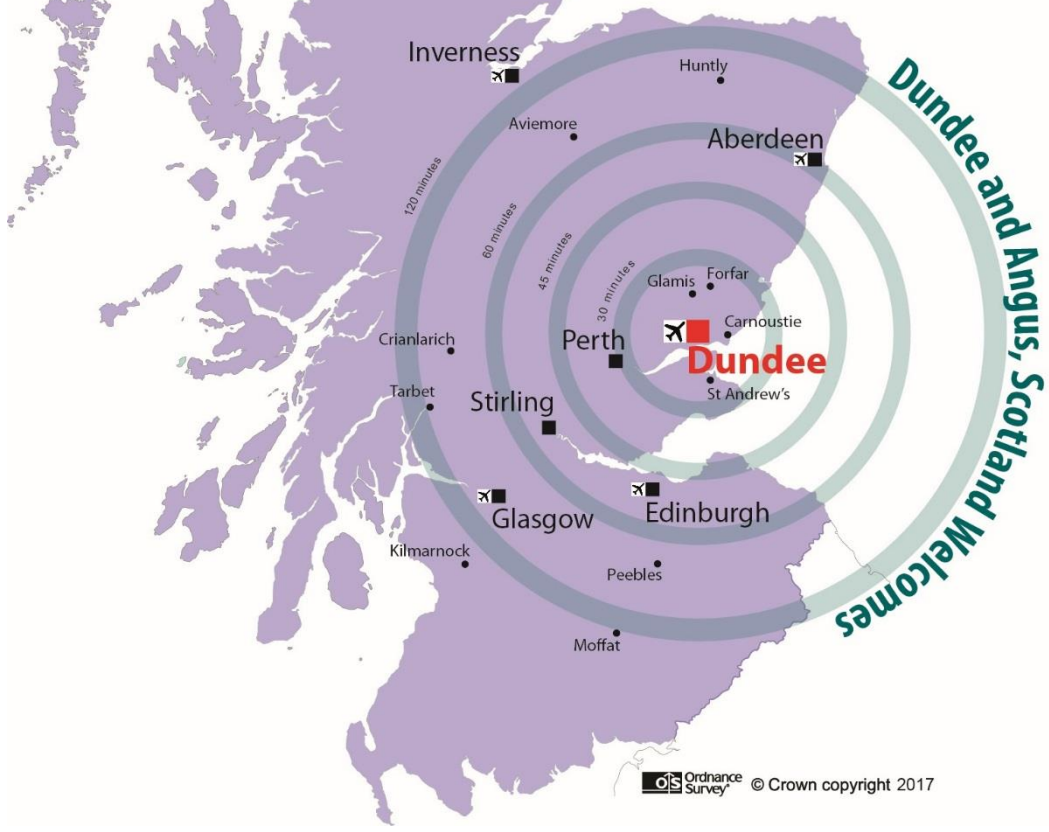 Inverness
Huntly
Aviemore
Aberdeen
120 minutes
60 minutes
45 minutes
30 minutes
Glamis
Forfar
Carnoustie
Crianlarich
Perth
Dundee
Tarbet
St Andrew's
Stirling
Glasgow
Edinburgh
Kilmarnock
Peebles
Moffat
Dundee and Angus, Scotland Welcomes
OS Ordnance
Survey® © Crown copyright 2017